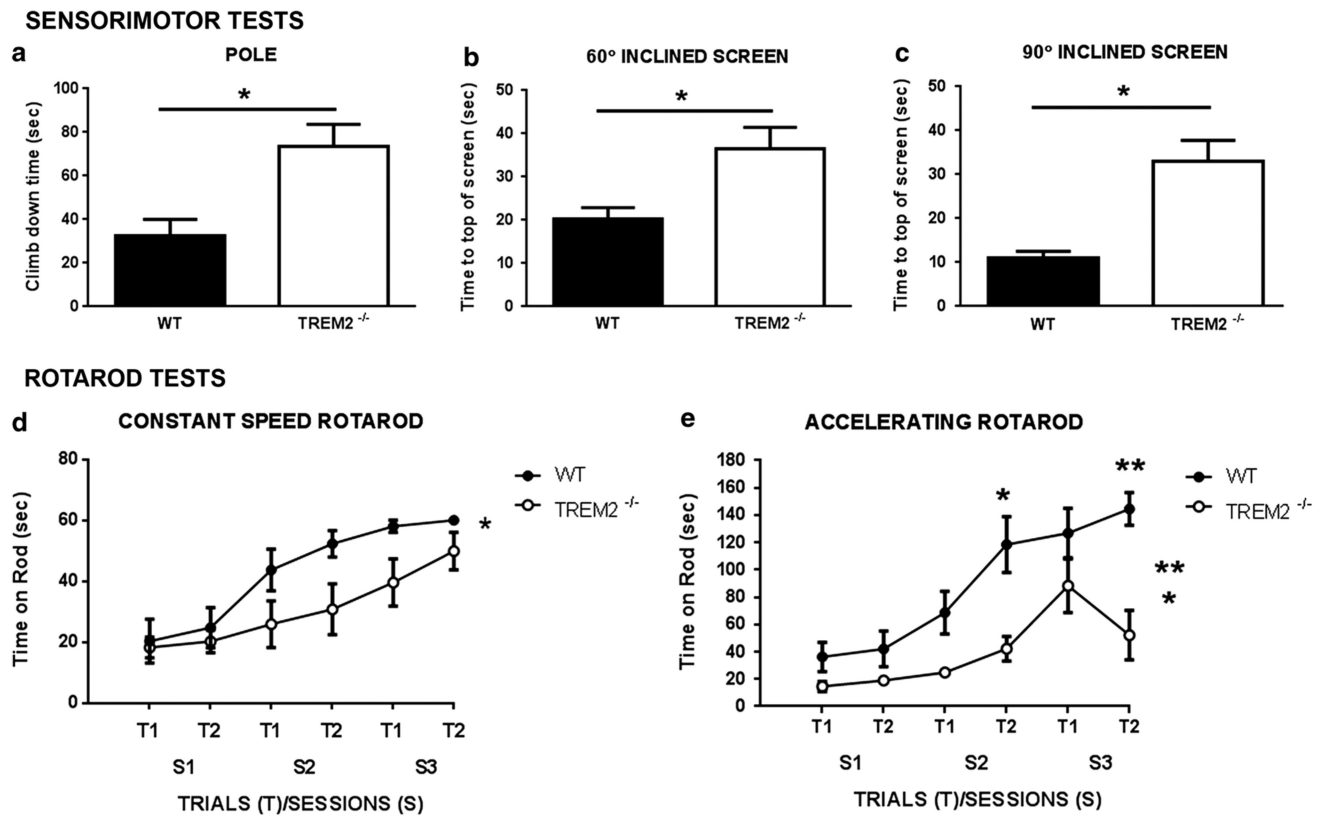 SENSORIMOTOR TESTS
a
POLE
Climb down time (sec)
100
80
60
40
20
0
*
WT
TREM2 -/-
b
60° INCLINED SCREEN
Time to top of screen (sec)
50
40
30
20
10
0
*
WT
TREM2 -/-
c
90° INCLINED SCREEN
Time to top of screen (sec)
50
40
30
20
10
0
*
WT
TREM2 -/-
ROTAROD TESTS
d
CONSTANT SPEED ROTAROD
Time on Rod (sec)
80
60
40
20
0
WT
TREM2 -/-
*
T1 T2 T1 T2 T1 T2
S1 S2 S3
TRIALS (T)/SESSIONS (S)
e
ACCELERATING ROTAROD
Time on Rod (sec)
180
160
140
120
100
80
60
40
20
0
*
**
WT
TREM2 -/-
**
*
T1 T2 T1 T2 T1 T2
S1 S2 S3
TRIALS (T)/SESSIONS (S)